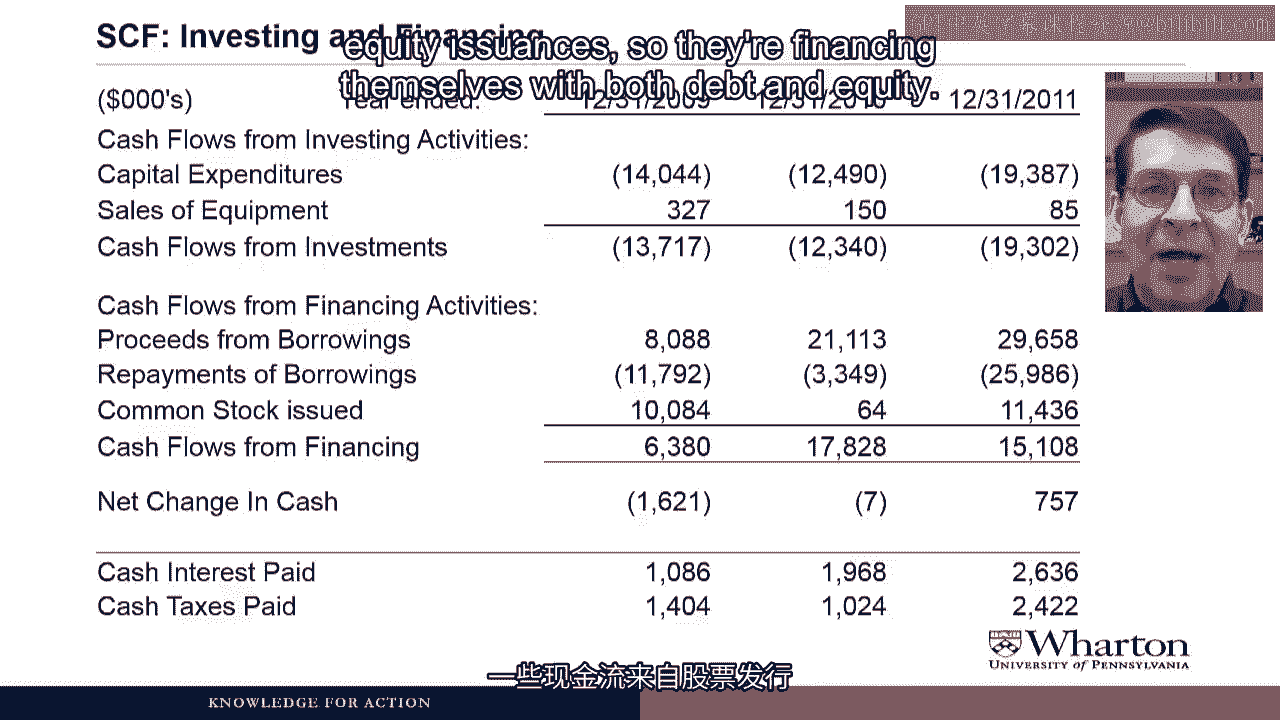 SCF: Investing and Financing
equity issuances, so they're financing
themselves with both debt and equity.
($000's) Year ended: 12/31/2009 12/31/2010 12/31/2011
Cash Flows from Investing Activities:
Capital Expenditures (14,044) (12,490) (19,387)
Sales of Equipment 327 150 85
Cash Flows from Investments (13,717) (12,340) (19,302)
Cash Flows from Financing Activities:
Proceeds from Borrowings 8,088 21,113 29,658
Repayments of Borrowings (11,792) (3,349) (25,986)
Common Stock issued 10,084 64 11,436
Cash Flows from Financing 6,380 17,828 15,108
Net Change In Cash (1,621) (7) 757
Cash Interest Paid 1,086 1,968 2,636
Cash Taxes Paid 1,404 1,024 2,422
Wharton
UNIVERSITY of PENNSYLVANIA
一些现金流来自股票发行
KNOWLEDGE FOR ACTION